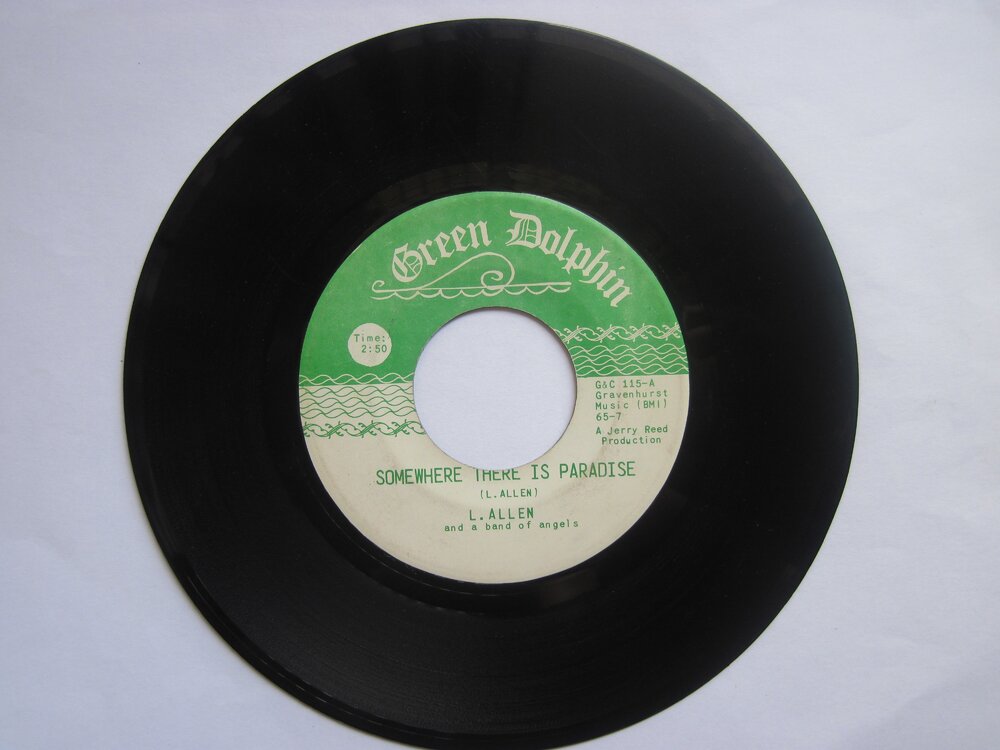 Green Dolphin
Time:
2:50
G&C 115-A
Gravenhurst
Music (BMI)
65-7
A Jerry Reed
Production
SOMEWHERE THERE IS PARADISE
(L. ALLEN)
L. ALLEN
and a band of angels